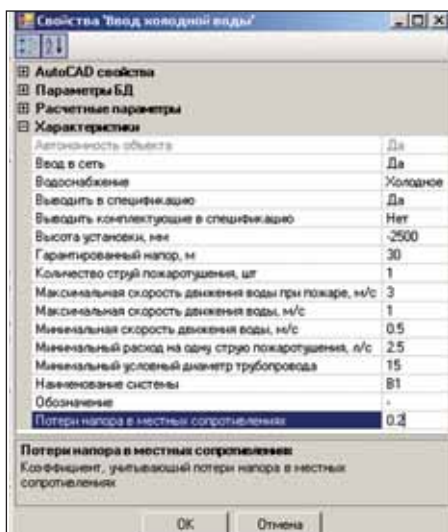 Свойства "Ввод холодной воды"
AutoCAD свойства
Параметры БД
Расчетные параметры
Характеристики
Автономность объекта Да
Ввод в сеть Да
Водоснабжение Холодное
Выводить в спецификацию Да
Выводить комплектующие в спецификацию Нет
Высота установки, мм -2500
Гарантированный напор, м 30
Количество струй пожаротушения, шт 1
Максимальная скорость движения воды при пожаре, м/с 3
Максимальная скорость движения воды, м/с 1
Минимальная скорость движения воды, м/с 0.5
Минимальный расход на одну струю пожаротушения, л/с 2.5
Минимальный условный диаметр трубопровода 15
Наименование системы В1
Обозначение -
Потери напора в местных сопротивлениях 0.2
Потери напора в местных сопротивлениях
Коэффициент, учитывающий потери напора в местных
сопротивлениях
OK Отмена